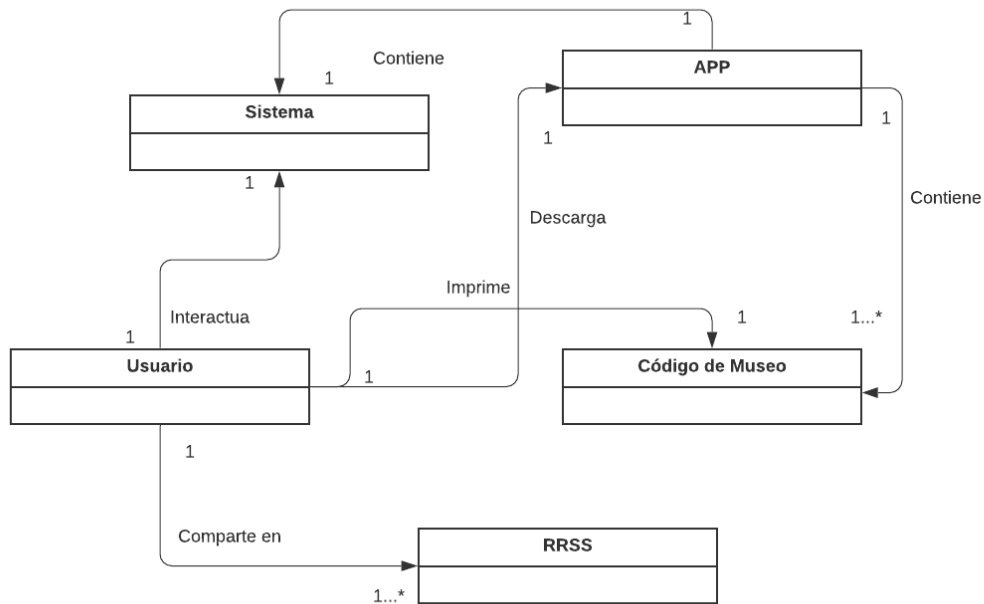 1
Contiene
APP
1
Sistema
1
1
1
Contiene
Descarga
Imprime
Interactua
1
1...*
1
Usuario
1
Código de Museo
1
Comparte en
RRSS
1...*